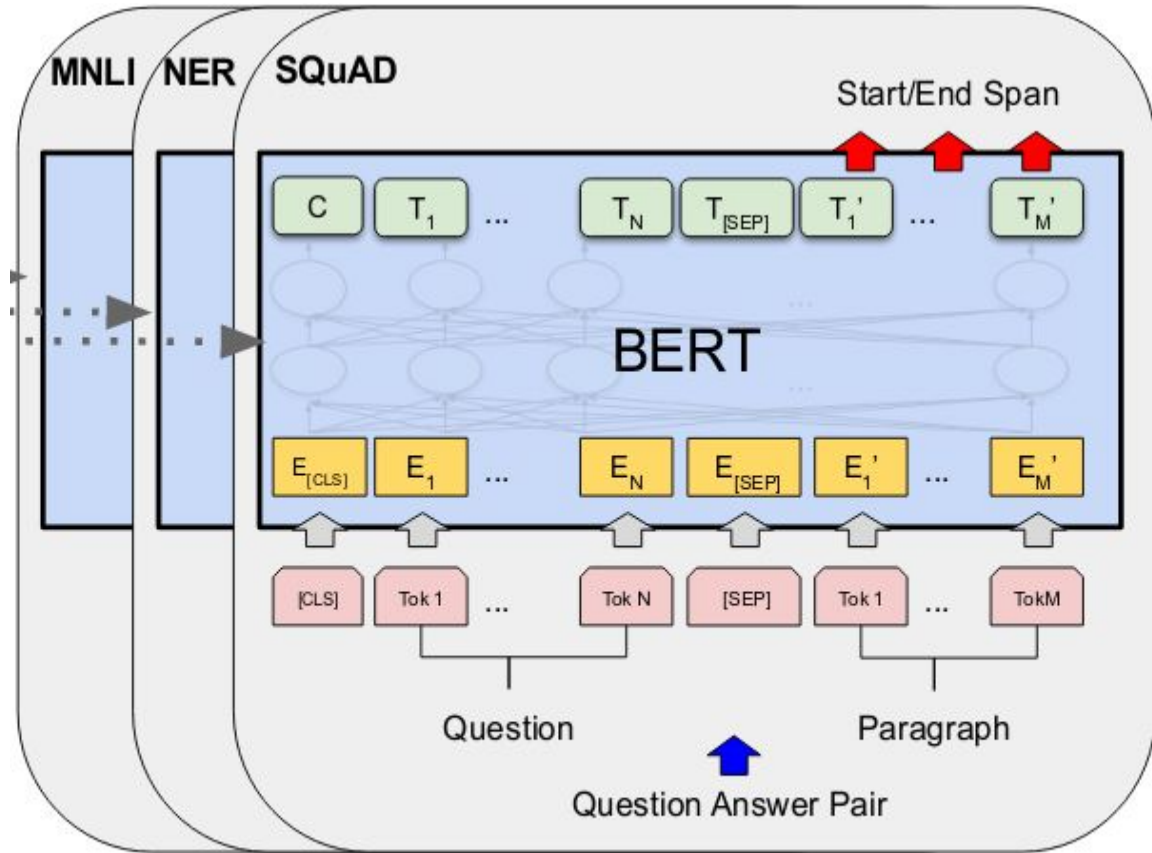 MNLI NER SQuAD
Start/End Span
C T1 ... TN T[SEP] T1’ ... TM’
...
BERT
...
E[CLS] E1 ... EN E[SEP] E1’ ... EM’
[CLS] Tok 1 ... Tok N [SEP] Tok 1 ... TokM
Question Paragraph
Question Answer Pair